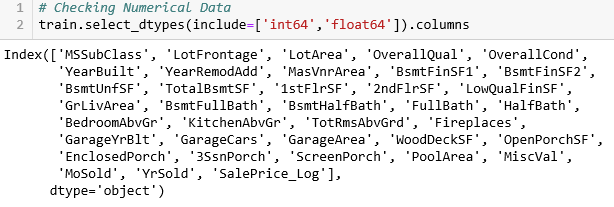 1 # Checking Numerical Data
2 train.select_dtypes(include=['int64','float64']).columns
Index(['MSSubClass', 'LotFrontage', 'LotArea', 'OverallQual', 'OverallCond',
'YearBuilt', 'YearRemodAdd', 'MasVnrArea', 'BsmtFinSF1', 'BsmtFinSF2',
'BsmtUnfSF', 'TotalBsmtSF', '1stFlrSF', '2ndFlrSF', 'LowQualFinSF',
'GrLivArea', 'BsmtFullBath', 'BsmtHalfBath', 'FullBath', 'HalfBath',
'BedroomAbvGr', 'KitchenAbvGr', 'TotRmsAbvGrd', 'Fireplaces',
'GarageYrBlt', 'GarageCars', 'GarageArea', 'WoodDeckSF', 'OpenPorchSF',
'EnclosedPorch', '3SsnPorch', 'ScreenPorch', 'PoolArea', 'MiscVal',
'MoSold', 'YrSold', 'SalePrice_Log'],
dtype='object')